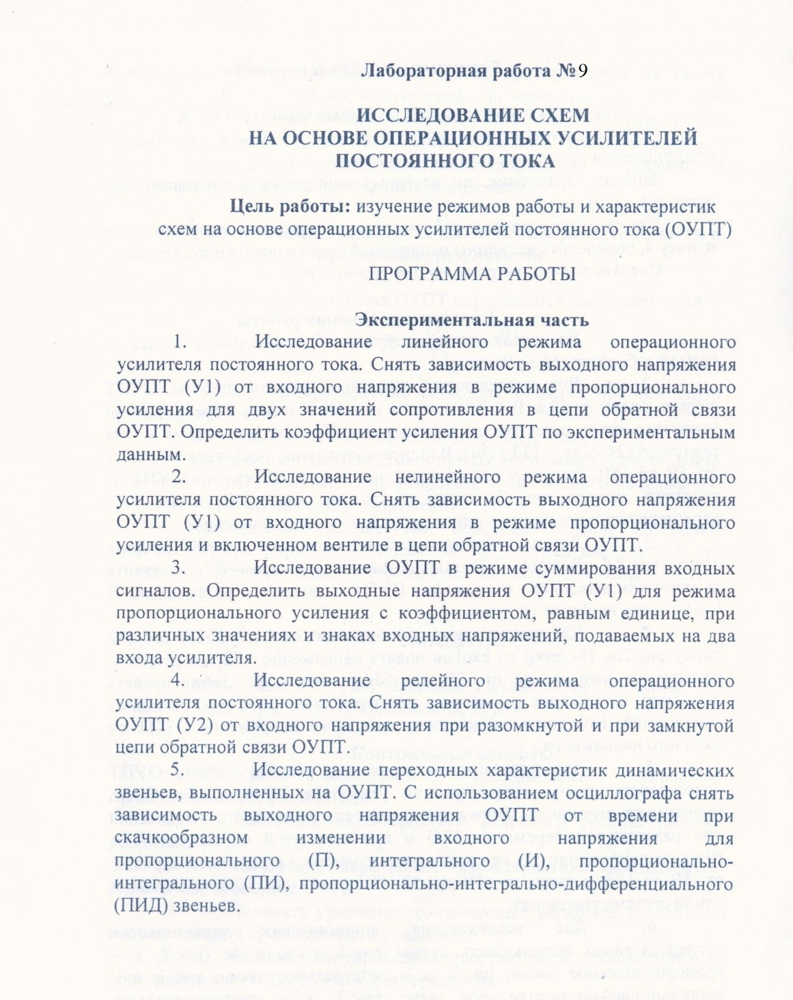 Лабораторная работа №9
ИССЛЕДОВАНИЕ СХЕМ
НА ОСНОВЕ ОПЕРАЦИОННЫХ УСИЛИТЕЛЕЙ
ПОСТОЯННОГО ТОКА
Цель работы: изучение режимов работы и характеристик
схем на основе операционных усилителей постоянного тока (ОУПТ)
ПРОГРАММА РАБОТЫ
Экспериментальная часть
1. Исследование линейного режима операционного
усилителя постоянного тока. Снять зависимость выходного напряжения
ОУПТ (У1) от входного напряжения в режиме пропорционального
усиления для двух значений сопротивления в цепи обратной связи
ОУПТ. Определить коэффициент усиления ОУПТ по экспериментальным
данным.
2. Исследование нелинейного режима операционного
усилителя постоянного тока. Снять зависимость выходного напряжения
ОУПТ (У1) от входного напряжения в режиме пропорционального
усиления и включенном вентиле в цепи обратной связи ОУПТ.
3. Исследование ОУПТ в режиме суммирования входных
сигналов. Определить выходные напряжения ОУПТ (У1) для режима
пропорционального усиления с коэффициентом, равным единице, при
различных значениях и знаках входных напряжений, подаваемых на два
входа усилителя.
4. Исследование релейного режима операционного
усилителя постоянного тока. Снять зависимость выходного напряжения
ОУПТ (У2) от входного напряжения при разомкнутой и при замкнутой
цепи обратной связи ОУПТ.
5. Исследование переходных характеристик динамических
звеньев, выполненных на ОУПТ. С использованием осциллографа снять
зависимость выходного напряжения ОУПТ от времени при
скачкообразном изменении входного напряжения для
пропорционального (П), интегрального (И), пропорционально-
интегрального (ПИ), пропорционально-интегрально-дифференциального
(ПИД) звеньев.